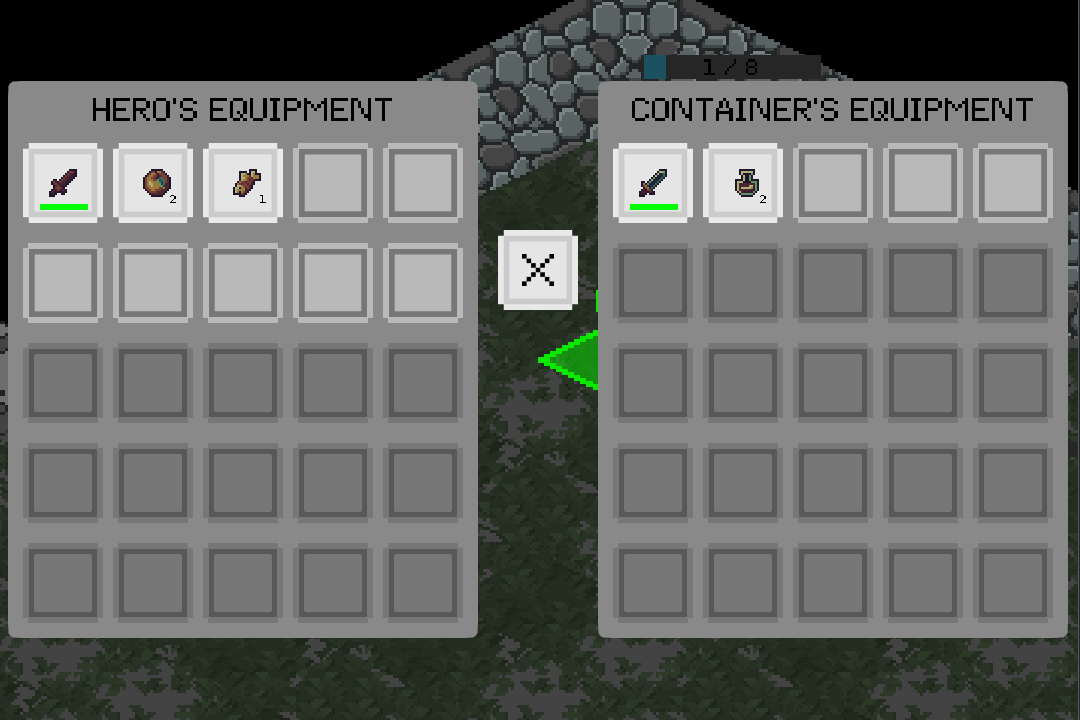 1 / 8
HERO'S EQUIPMENT
CONTAINER'S EQUIPMENT
2
1
2